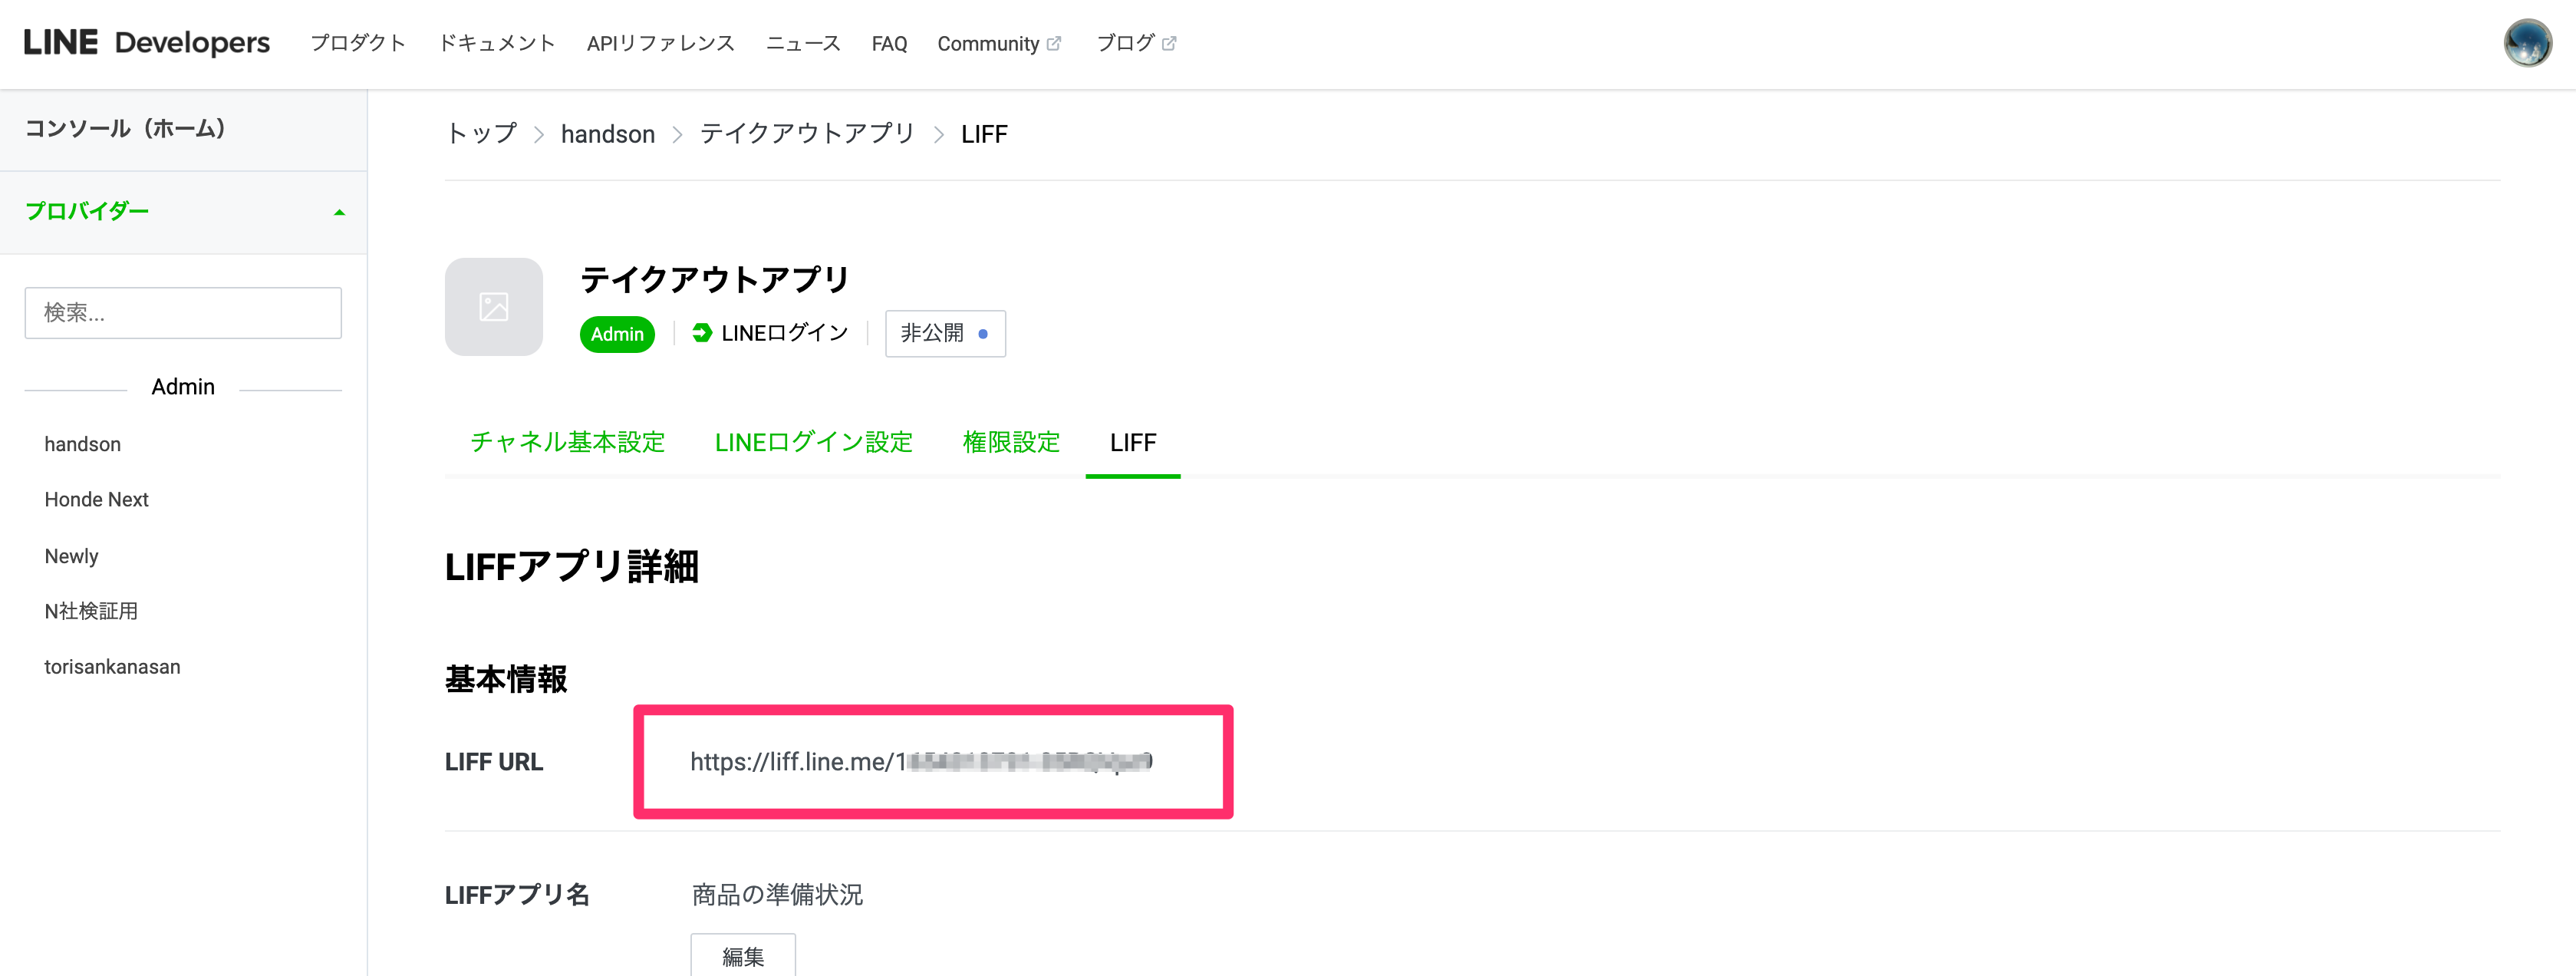 LINE Developers プロダクト ドキュメント APIリファレンス ニュース FAQ Community ブログ
コンソール（ホーム）
プロバイダー
検索...
Admin
handson
Honde Next
Newly
N社検証用
torisankanasan
トップ > handson > テイクアウトアプリ > LIFF
テイクアウトアプリ
Admin LINEログイン 非公開
チャネル基本設定 LINEログイン設定 権限設定 LIFF
LIFFアプリ詳細
基本情報
LIFF URL https://liff.line.me/1
LIFFアプリ名 商品の準備状況
編集